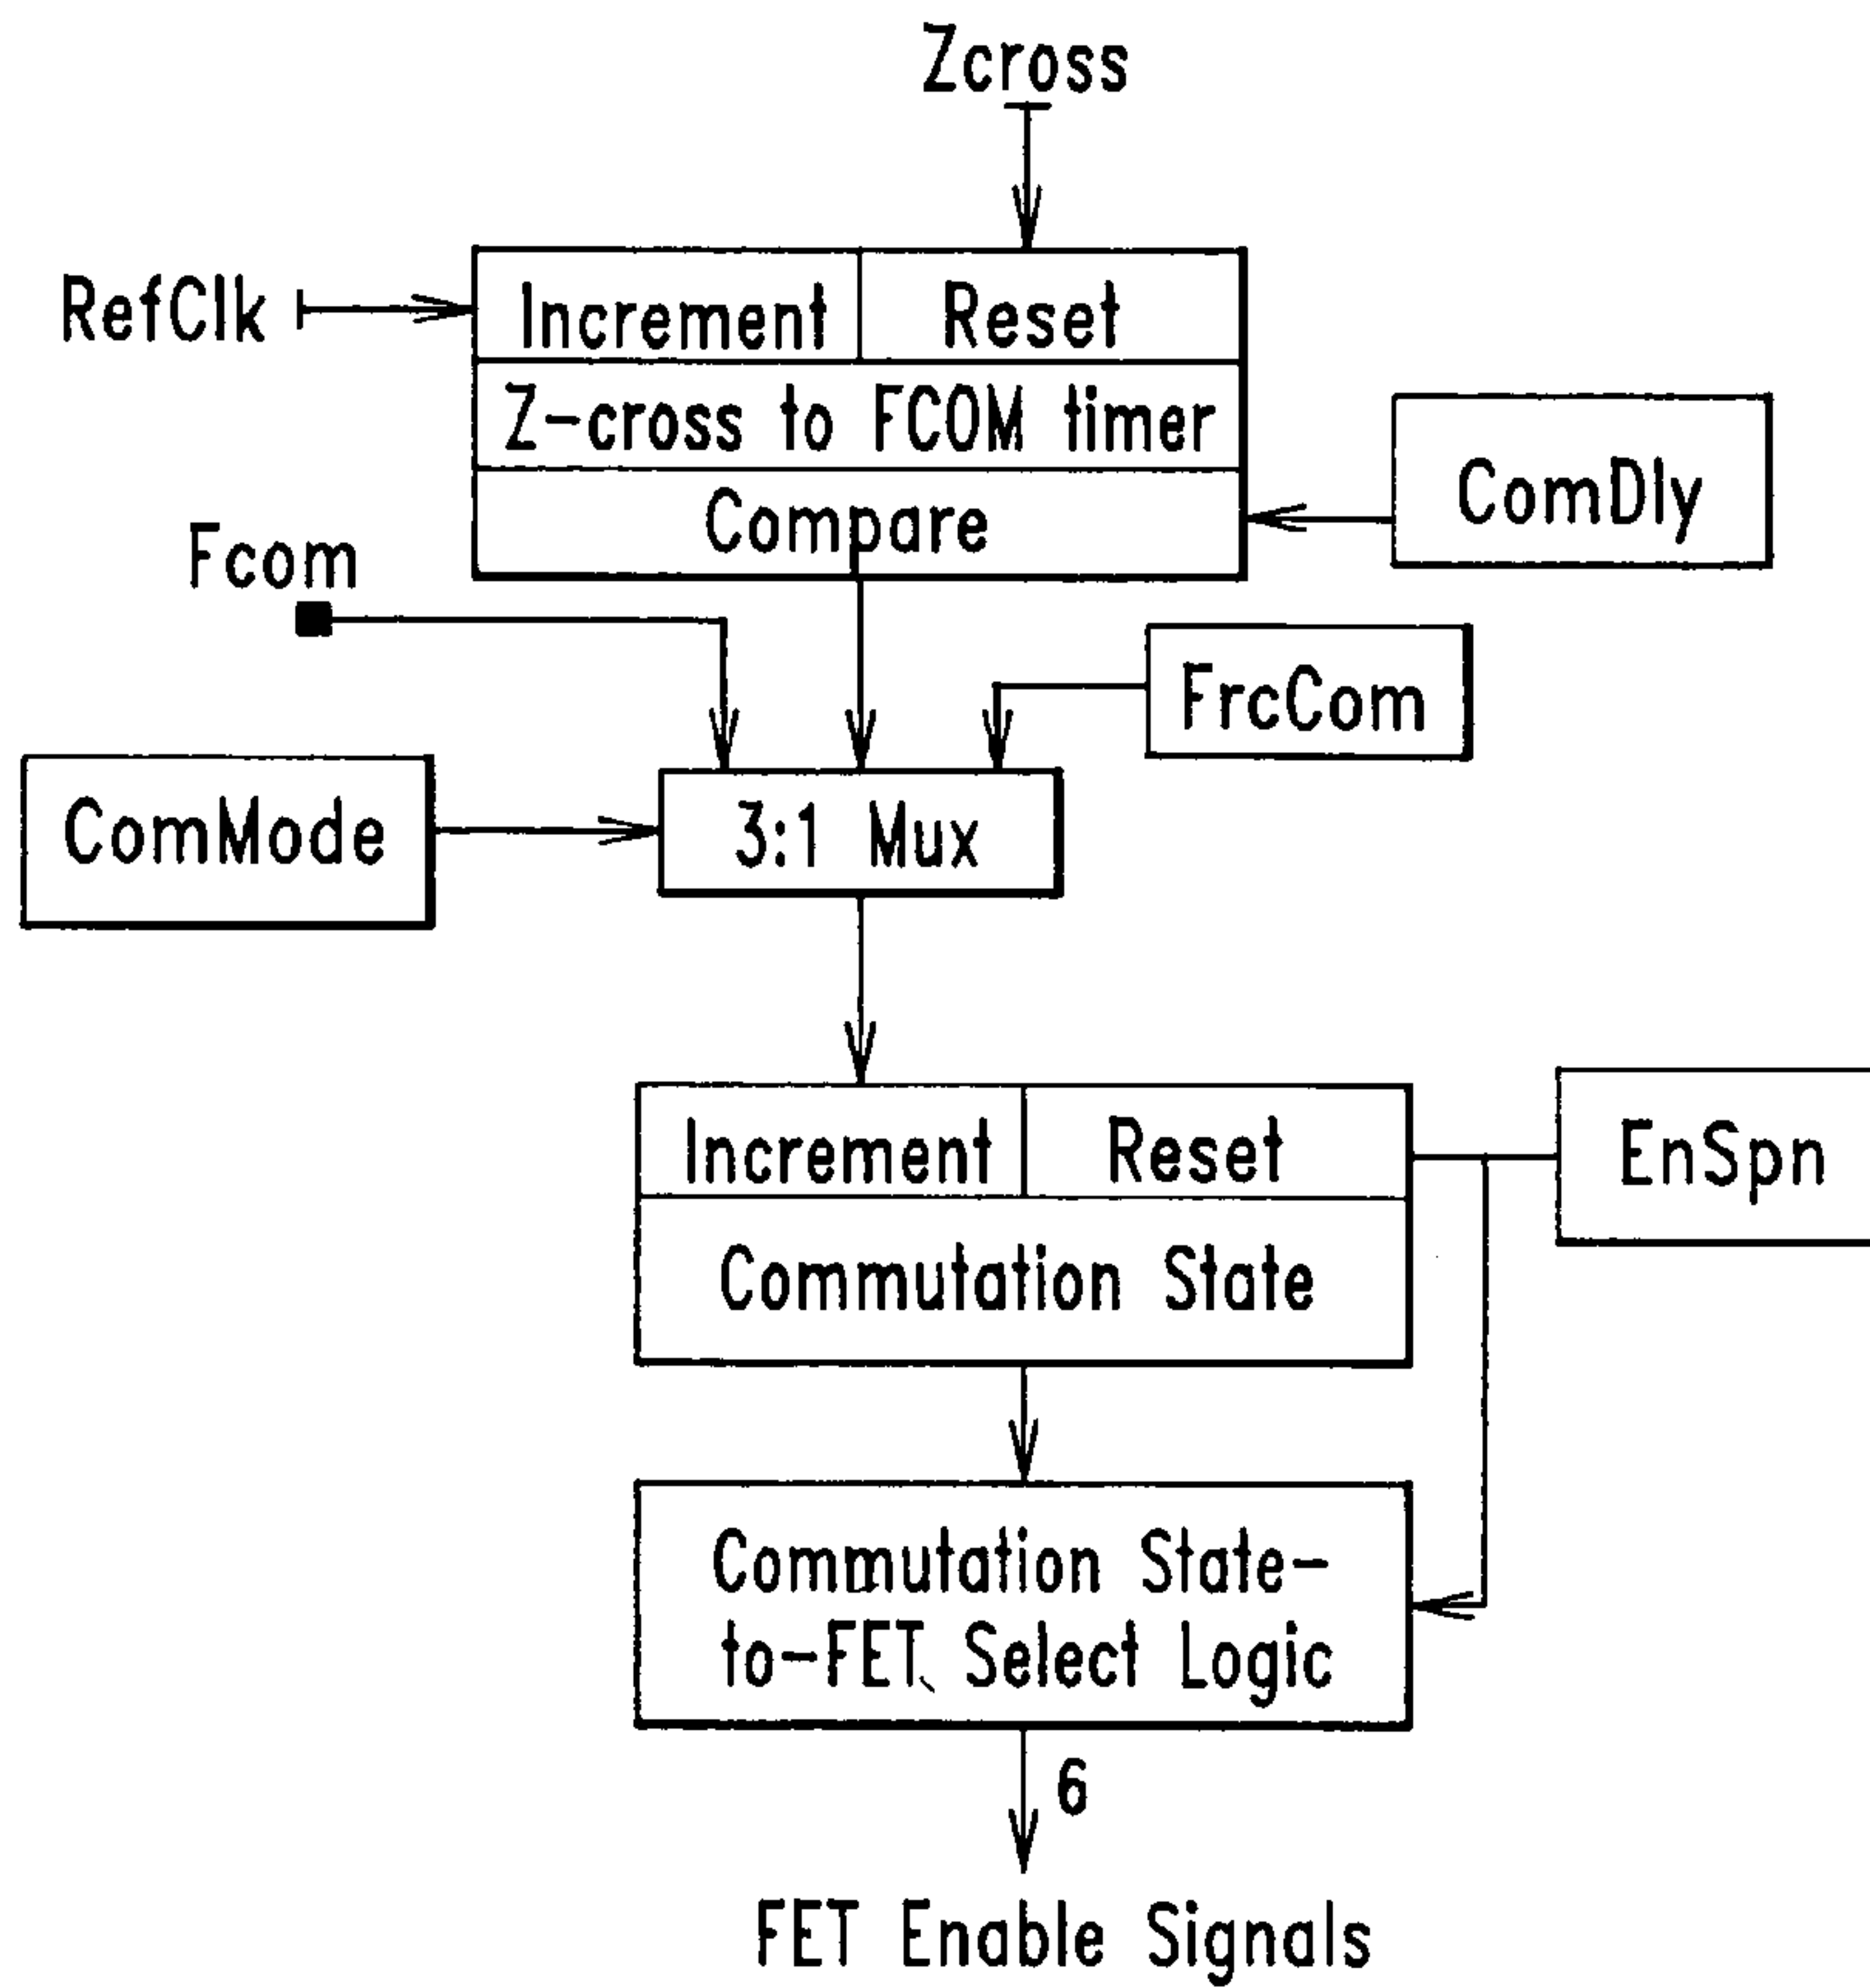 Zcross
RefClk
Increment
Reset
Z-cross to FCOM timer
Compare
ComDly
Fcom
FrcCom
ComMode
3:1 Mux
Increment
Reset
EnSpn
Commutation State
Commutation State-
to-FET Select Logic
6
FET Enable Signals